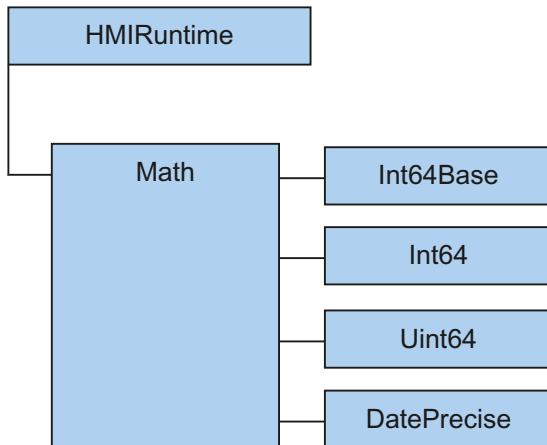 HMIRuntime
Math
Int64Base
Int64
Uint64
DatePrecise